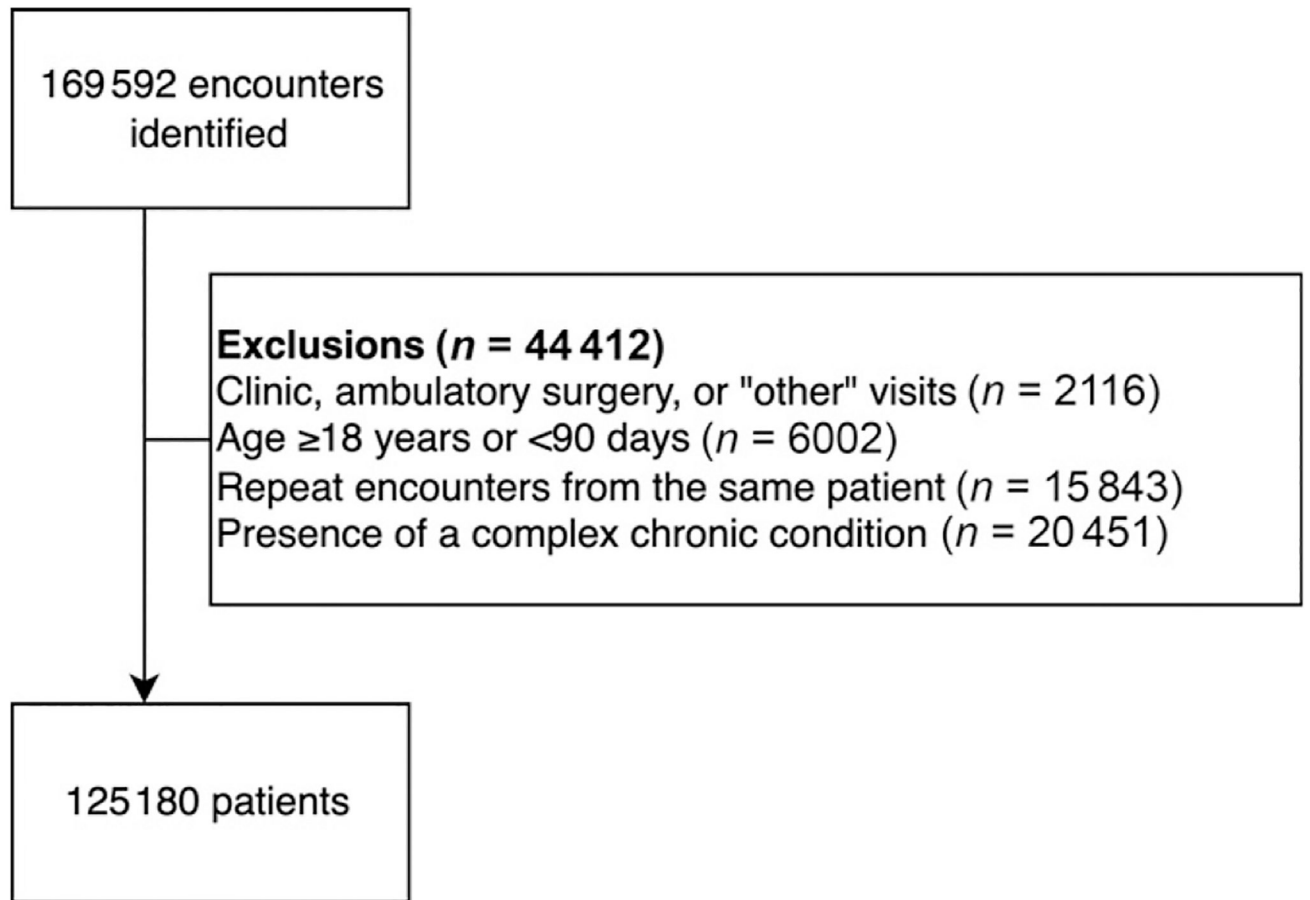 169 592 encounters
identified
Exclusions (n = 44 412)
Clinic, ambulatory surgery, or "other" visits (n = 2116)
Age ≥18 years or <90 days (n = 6002)
Repeat encounters from the same patient (n = 15 843)
Presence of a complex chronic condition (n = 20 451)
125 180 patients